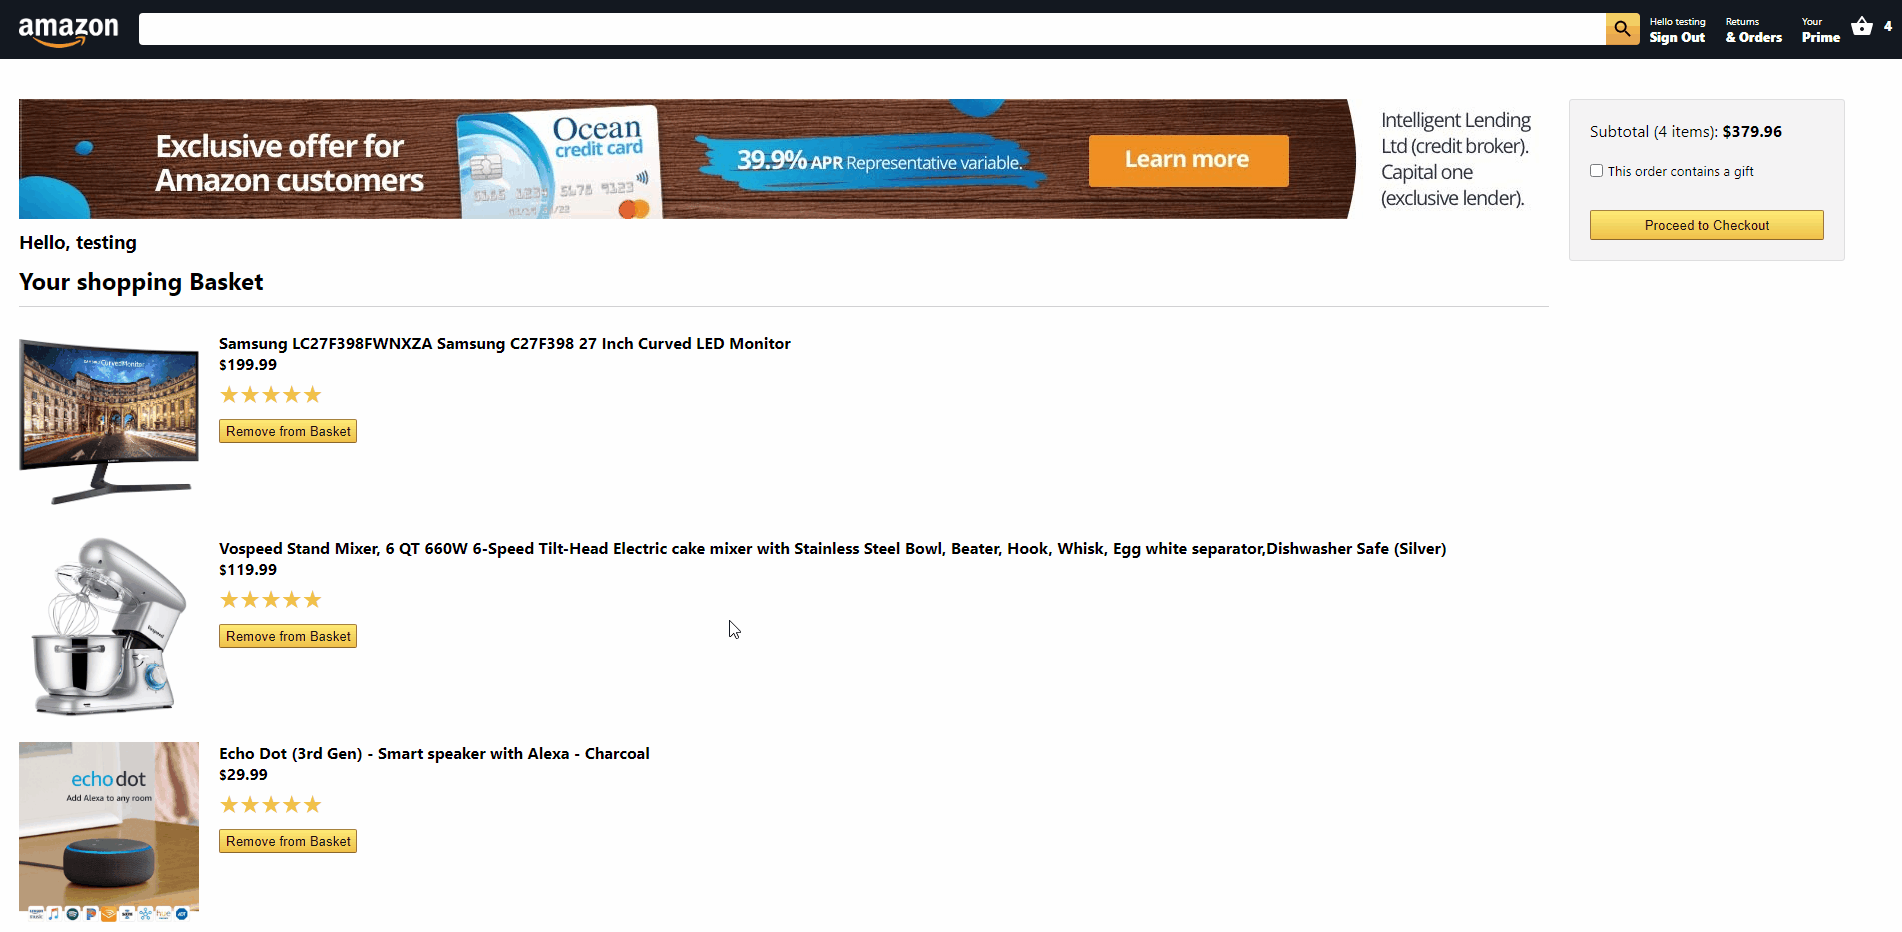 amazon
Hello testing
Sign Out
Returns
& Orders
Your
Prime
4
Exclusive offer for
Amazon customers
Ocean
credit card
39.9% APR Representative variable.
Learn more
Intelligent Lending
Ltd (credit broker).
Capital one
(exclusive lender).
Subtotal (4 items): $379.96
This order contains a gift
Proceed to Checkout
Hello, testing
Your shopping Basket
Samsung LC27F398FWNXZA Samsung C27F398 27 Inch Curved LED Monitor
$199.99
Remove from Basket
CurvedMonitor
Vospeed Stand Mixer, 6 QT 660W 6-Speed Tilt-Head Electric cake mixer with Stainless Steel Bowl, Beater, Hook, Whisk, Egg white separator,Dishwasher Safe (Silver)
$119.99
Remove from Basket
Echo Dot (3rd Gen) - Smart speaker with Alexa - Charcoal
$29.99
Remove from Basket
echo dot
Add Alexa to any room
hue